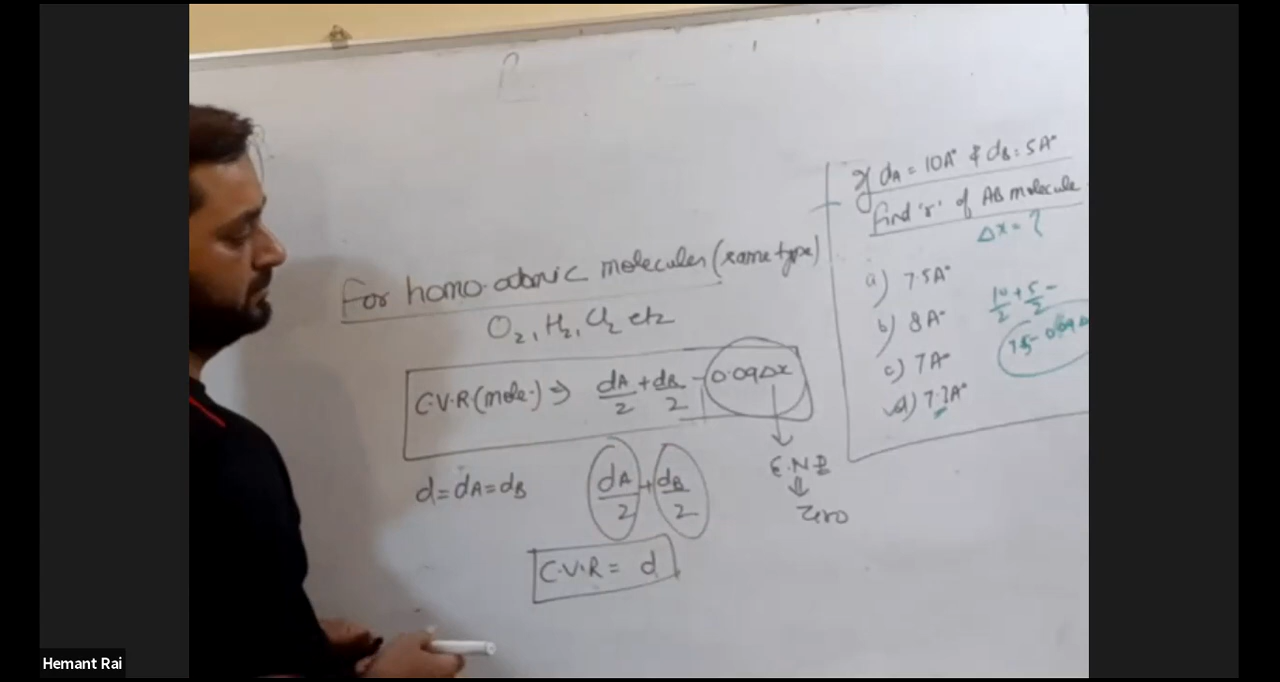 For homo-atomic molecules (same type)
O₂, H₂, Cl₂ etc
C.V.R (mole.) → dA/2 + dB/2 - 0.09Δx
E.N.D
Zero
d = dA = dB
dA/2 + dB/2
C.V.R = d
If dA = 10A° & dB = 5A°
find 'r' of AB molecule.
Δx = ?
a) 7.5A°
b) 8A°
c) 7A°
d) 7.2A°
10/2 + 5/2 -
7.5 - 0.09Δ
Hemant Rai